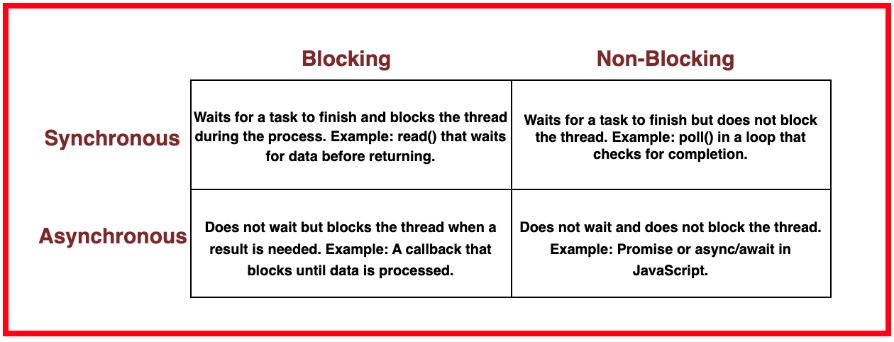 Blocking
Non-Blocking
Synchronous
Waits for a task to finish and blocks the thread
during the process. Example: read() that waits
for data before returning.
Waits for a task to finish but does not block
the thread. Example: poll() in a loop that
checks for completion.
Asynchronous
Does not wait but blocks the thread when a
result is needed. Example: A callback that
blocks until data is processed.
Does not wait and does not block the thread.
Example: Promise or async/await in
JavaScript.